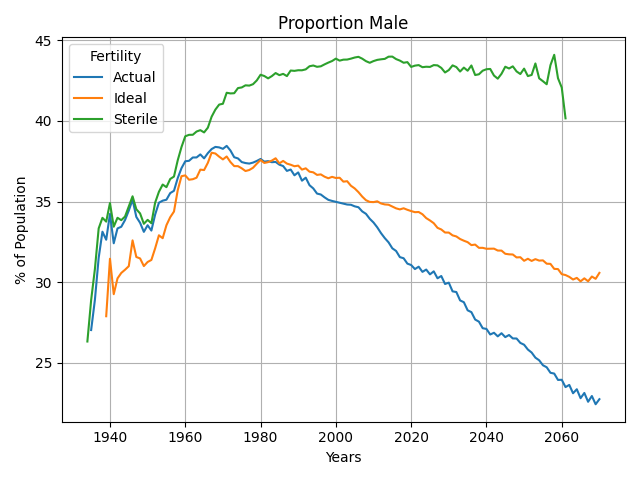 Proportion Male
Fertility
Actual
Ideal
Sterile
% of Population
45
40
35
30
25
1940 1960 1980 2000 2020 2040 2060
Years